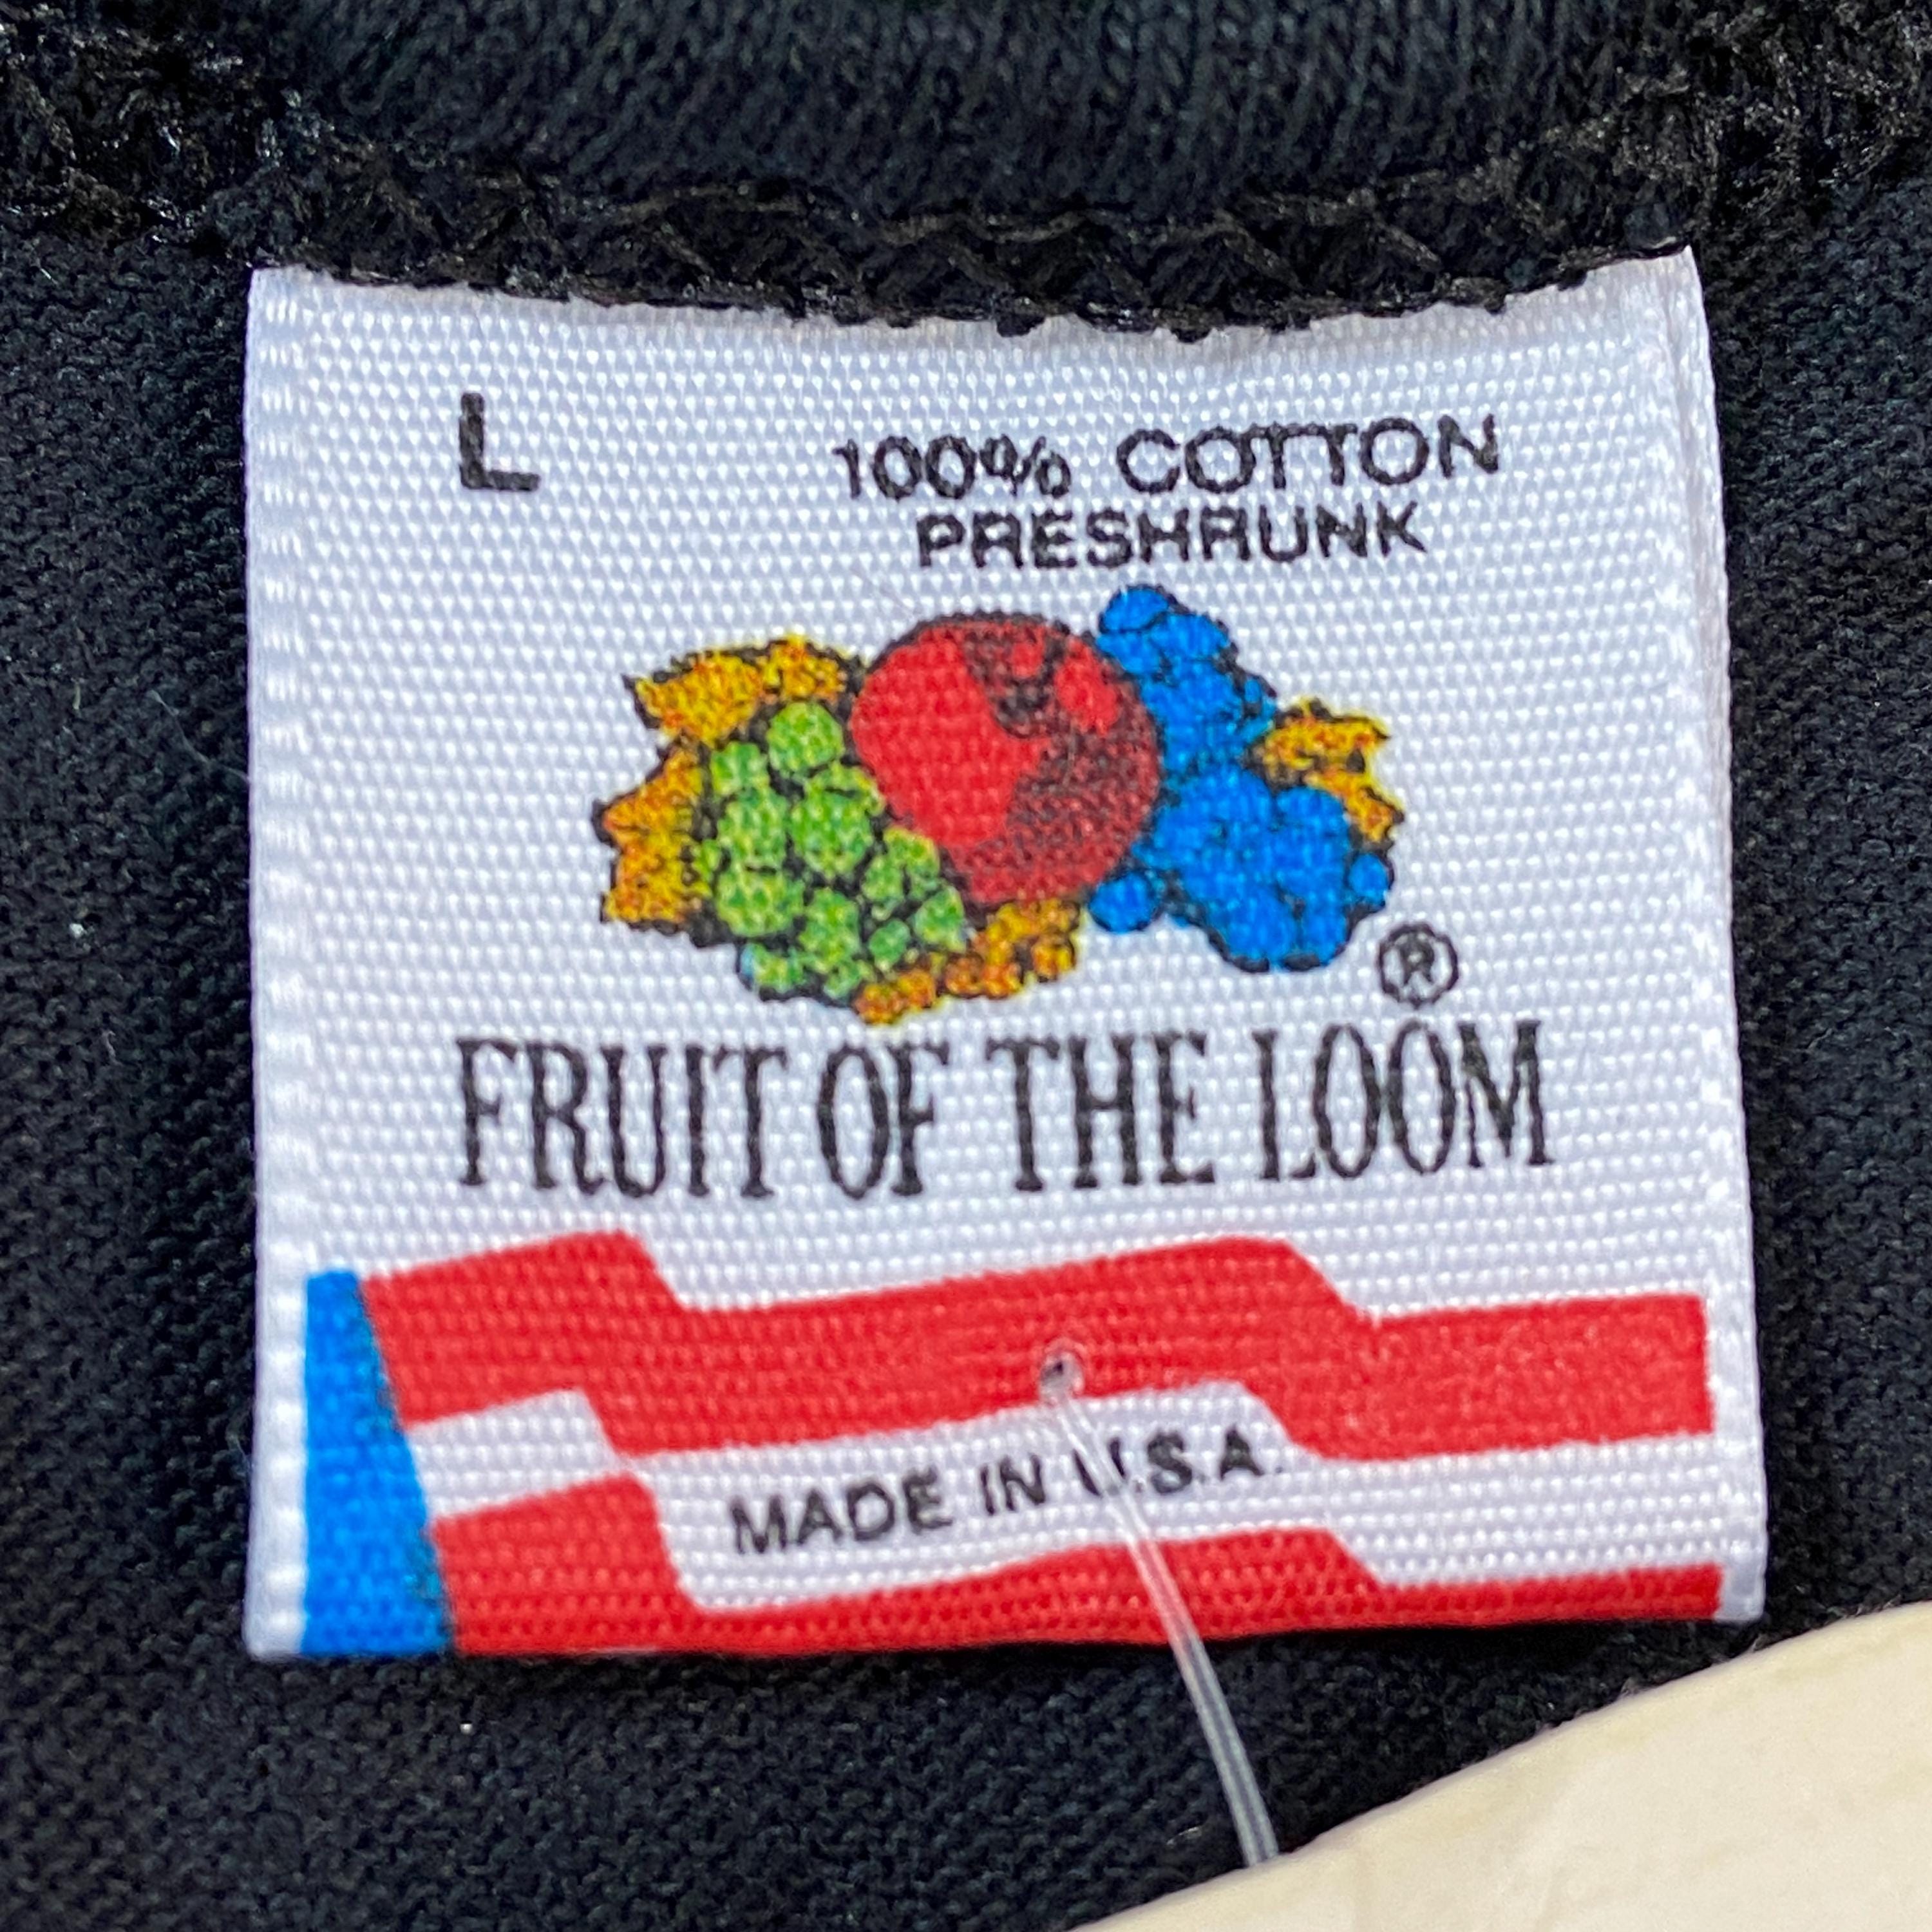 L
100% COTTON
PRESHRUNK
®
FRUIT OF THE LOOM
MADE IN U.S.A.